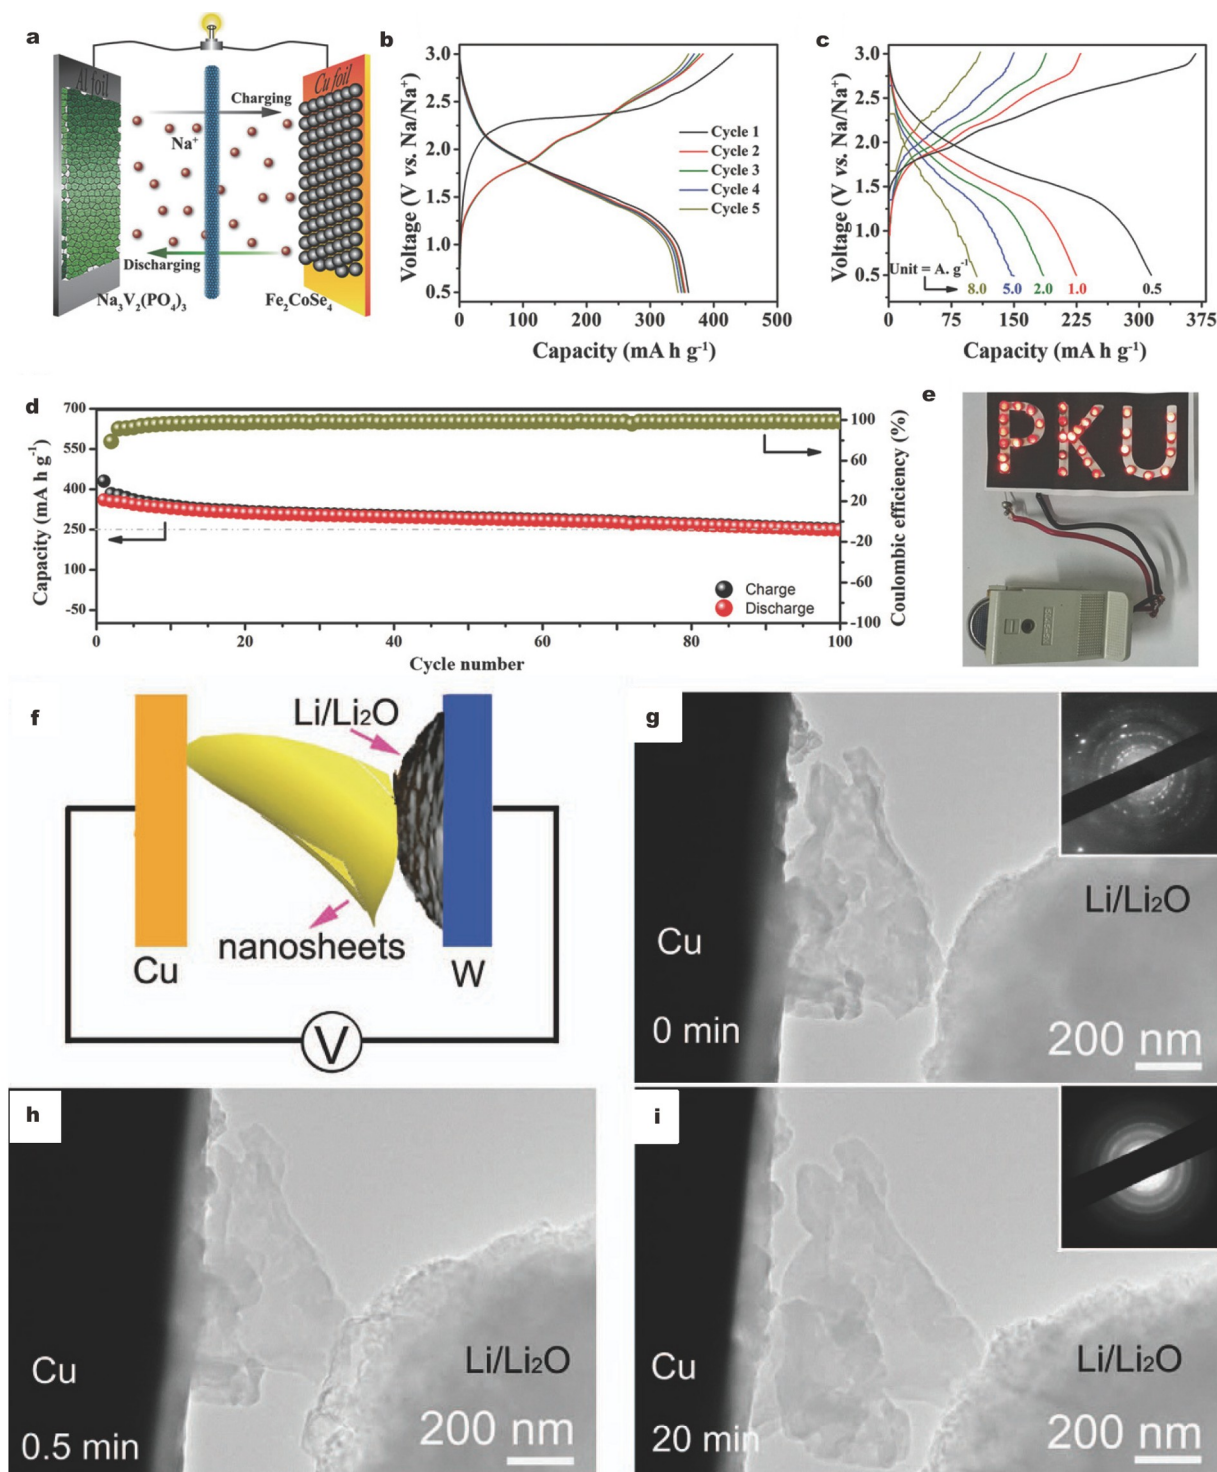 a
Al foil
Cu foil
Charging
Na⁺
Discharging
Na₃V₂(PO₄)₃
Fe₂CoSe₄
b
Voltage (V vs. Na/Na⁺)
3.0
2.5
2.0
1.5
1.0
0.5
Cycle 1
Cycle 2
Cycle 3
Cycle 4
Cycle 5
0 100 200 300 400 500
Capacity (mA h g⁻¹)
c
Voltage (V vs. Na/Na⁺)
3.0
2.5
2.0
1.5
1.0
0.5
Unit = A. g⁻¹
8.0 5.0 2.0 1.0 0.5
0 75 150 225 300 375
Capacity (mA h g⁻¹)
d
Capacity (mA h g⁻¹)
700
550
400
250
100
-50
Coulombic efficiency (%)
100
60
20
-20
-60
-100
Charge
Discharge
0 20 40 60 80 100
Cycle number
e
PKU
f
Li/Li₂O
nanosheets
Cu
W
V
g
Cu
Li/Li₂O
0 min
200 nm
h
Cu
Li/Li₂O
0.5 min
200 nm
i
Cu
Li/Li₂O
20 min
200 nm